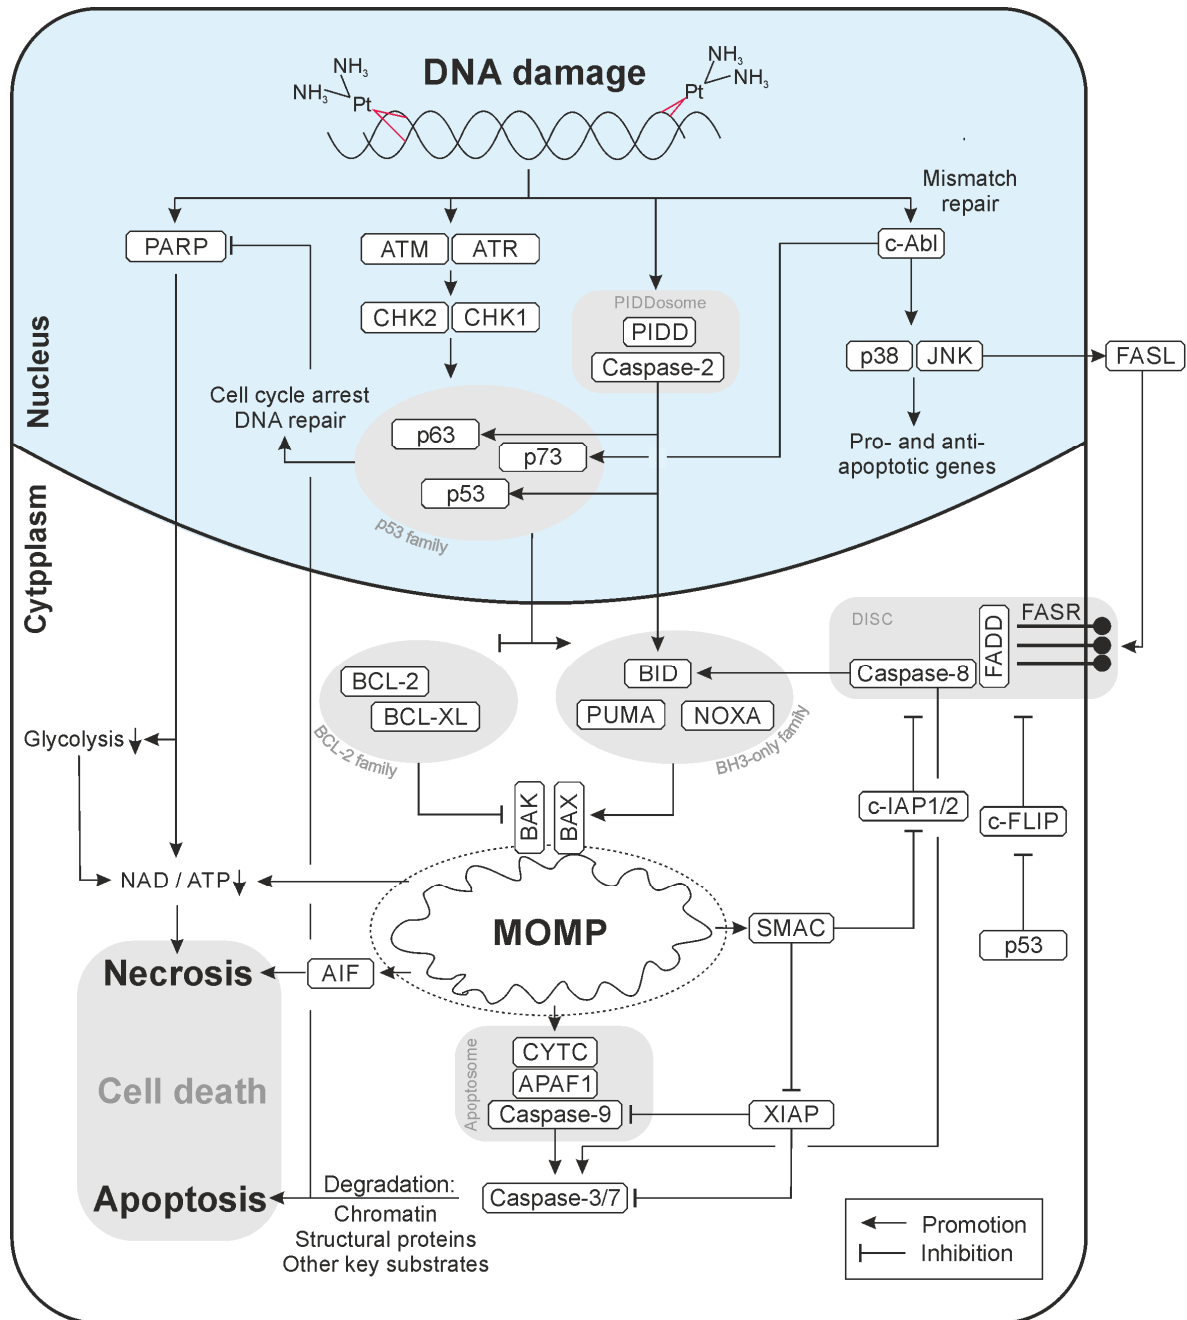 DNA damage
NH3
NH3
Pt
NH3
NH3
Pt
Mismatch
repair
PARP
ATM
ATR
c-Abl
PIDDosome
CHK2
CHK1
PIDD
Caspase-2
p38
JNK
FASL
Nucleus
Cell cycle arrest
DNA repair
p63
p73
p53
p53 family
Pro- and anti-
apoptotic genes
Cytpplasm
DISC
FADD
FASR
Caspase-8
BCL-2
BCL-XL
BCL-2 family
BID
PUMA
NOXA
BH3-only family
Glycolysis
BAK
BAX
c-IAP1/2
c-FLIP
NAD / ATP
MOMP
SMAC
p53
Necrosis
AIF
Cell death
Apoptosome
CYTC
APAF1
Caspase-9
XIAP
Apoptosis
Degradation:
Chromatin
Structural proteins
Other key substrates
Caspase-3/7
Promotion
Inhibition